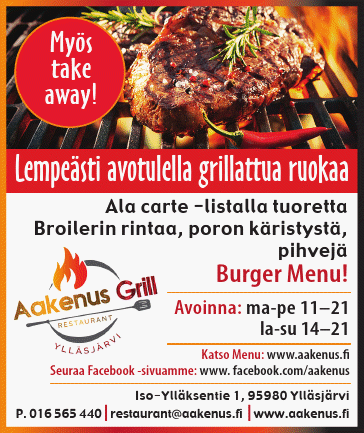 Myös
take
away!
Lempeästi avotulella grillattua ruokaa
Ala carte -listalla tuoretta
Broilerin rintaa, poron käristystä,
pihvejä
Burger Menu!
Aakenus Grill
RESTAURANT
YLLÄSJÄRVI
Avoinna: ma-pe 11–21
la-su 14–21
Katso Menu: www.aakenus.fi
Seuraa Facebook -sivuamme: www. facebook.com/aakenus
Iso-Ylläksentie 1, 95980 Ylläsjärvi
P. 016 565 440 | restaurant@aakenus.fi | www.aakenus.fi